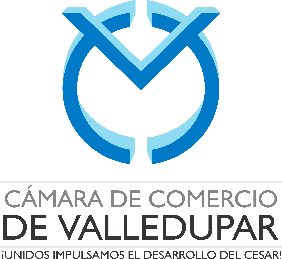 CÁMARA DE COMERCIO
DE VALLEDUPAR
¡UNIDOS IMPULSAMOS EL DESARROLLO DEL CESAR!